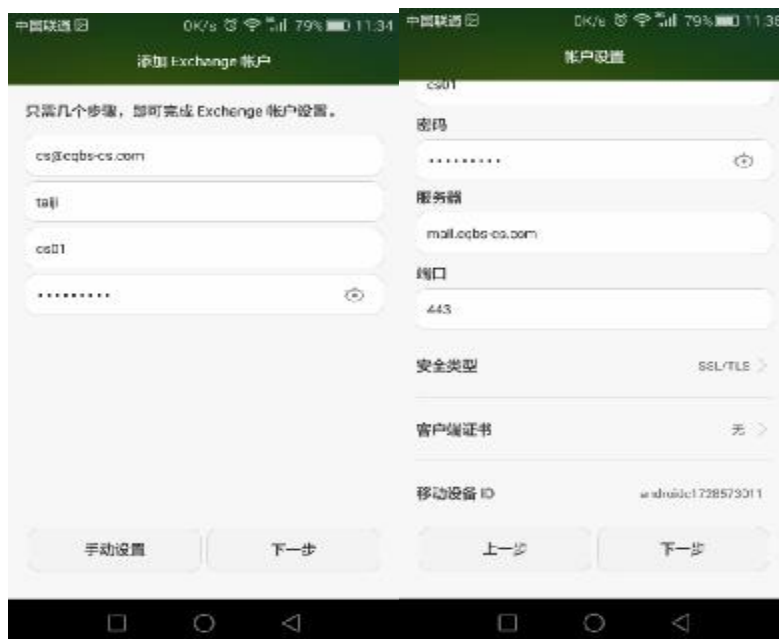 中国联通
0K/s 79% 11:34
添加 Exchange 帐户
只需几个步骤，即可完成 Exchange 帐户设置。
cs@cqbs-cs.com
taiji
cs01
•••••••••
手动设置
下一步
中国联通
0K/s 79% 11:38
帐户设置
cs01
密码
•••••••••
服务器
mail.cqbs-cs.com
端口
443
安全类型
SSL/TLS
客户端证书
无
移动设备 ID
androidc1728573011
上一步
下一步